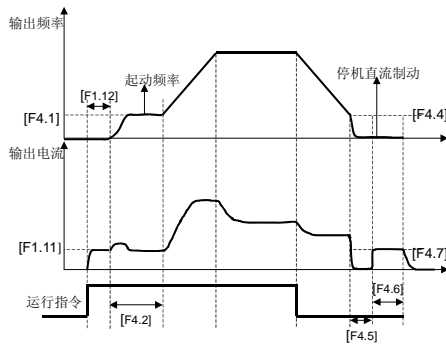 输出频率
[F1.12]
起动频率
停机直流制动
[F4.1]
[F4.4]
输出电流
[F1.11]
[F4.7]
[F4.6]
运行指令
[F4.2]
[F4.5]